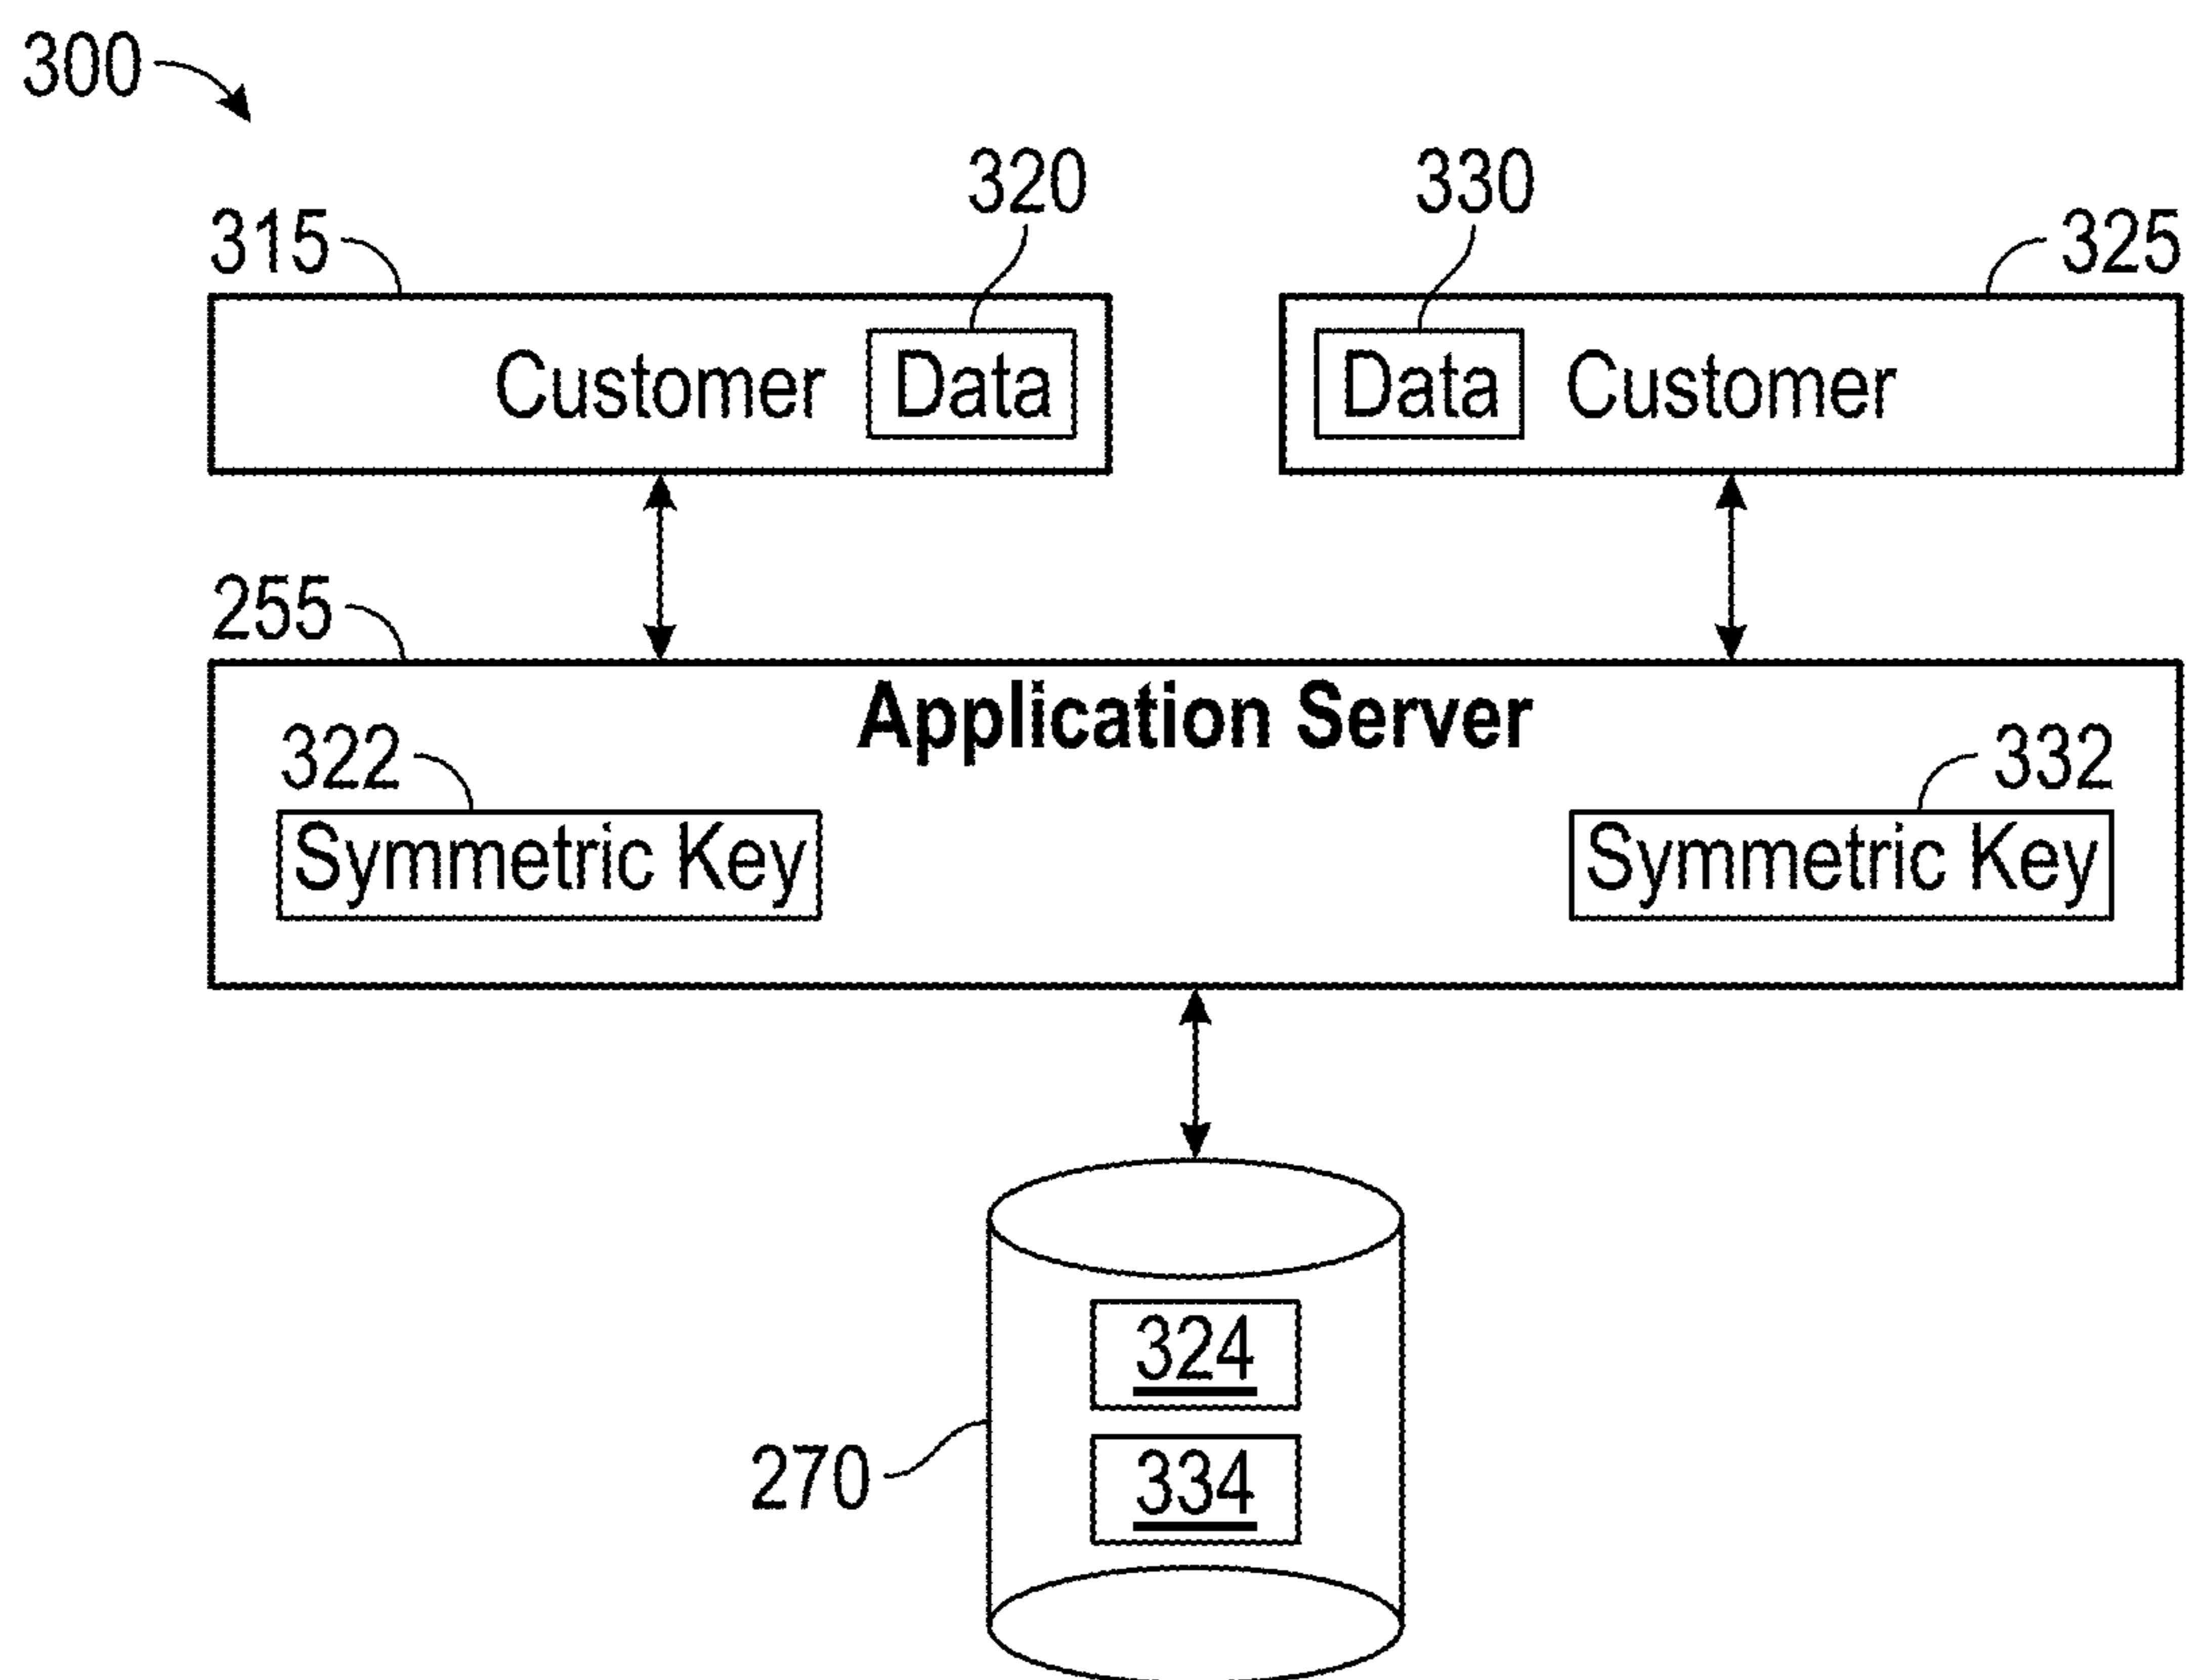 300
320
330
315
325
Customer
Data
Data
Customer
255
Application Server
322
332
Symmetric Key
Symmetric Key
324
270
334